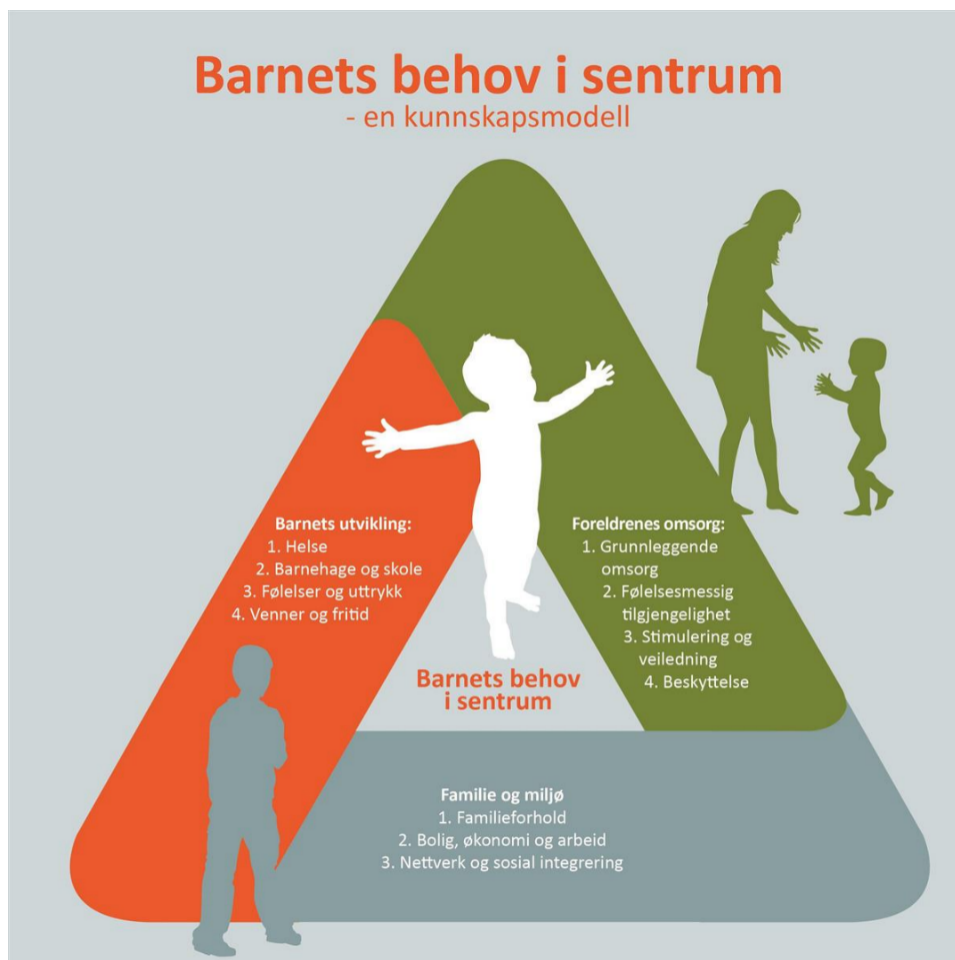 Barnets behov i sentrum
- en kunnskapsmodell
Barnets utvikling:
1. Helse
2. Barnehage og skole
3. Følelser og uttrykk
4. Venner og fritid
Foreldrenes omsorg:
1. Grunnleggende
omsorg
2. Følelsesmessig
tilgjengelighet
3. Stimulering og
veiledning
4. Beskyttelse
Barnets behov
i sentrum
Familie og miljø
1. Familieforhold
2. Bolig, økonomi og arbeid
3. Nettverk og sosial integrering